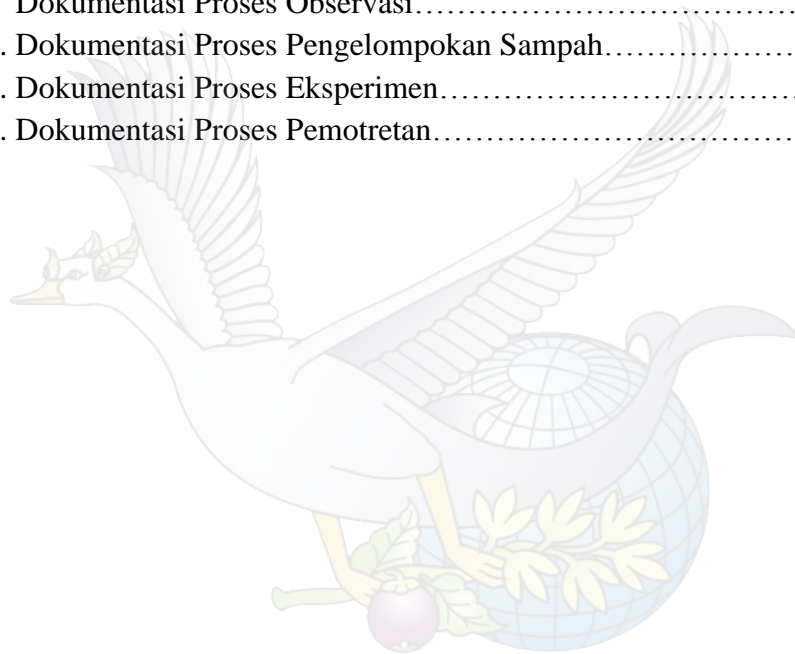 Dokumentasi Proses Observasi……………………………………
. Dokumentasi Proses Pengelompokan Sampah………………
. Dokumentasi Proses Eksperimen………………………………
. Dokumentasi Proses Pemotretan………………………………